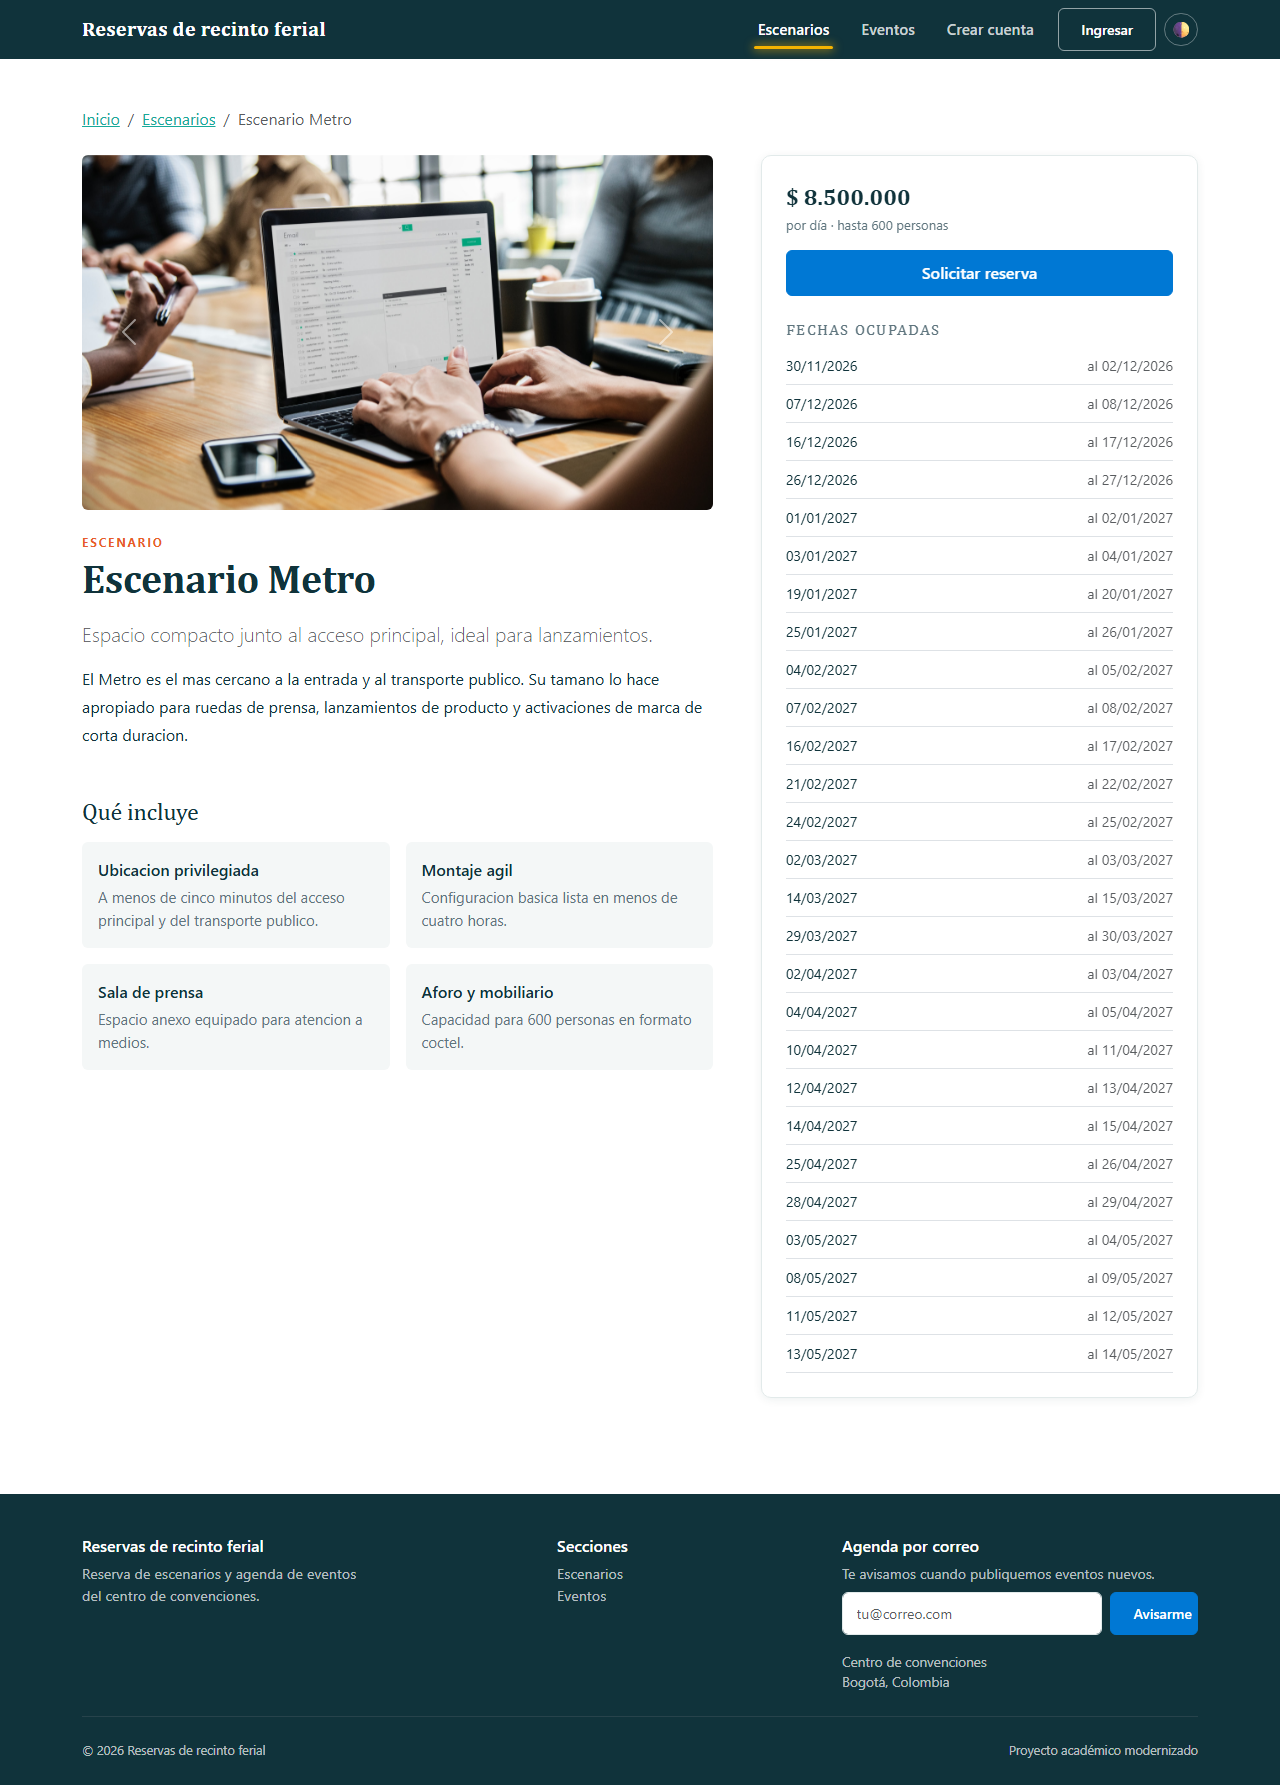 Reservas de recinto ferial
Escenarios
Eventos
Crear cuenta
Ingresar
Inicio / Escenarios / Escenario Metro
ESCENARIO
Escenario Metro
Espacio compacto junto al acceso principal, ideal para lanzamientos.
El Metro es el mas cercano a la entrada y al transporte publico. Su tamano lo hace
apropiado para ruedas de prensa, lanzamientos de producto y activaciones de marca de
corta duracion.
Qué incluye
Ubicacion privilegiada
A menos de cinco minutos del acceso
principal y del transporte publico.
Montaje agil
Configuracion basica lista en menos de
cuatro horas.
Sala de prensa
Espacio anexo equipado para atencion a
medios.
Aforo y mobiliario
Capacidad para 600 personas en formato
coctel.
$ 8.500.000
por día · hasta 600 personas
Solicitar reserva
FECHAS OCUPADAS
30/11/2026 al 02/12/2026
07/12/2026 al 08/12/2026
16/12/2026 al 17/12/2026
26/12/2026 al 27/12/2026
01/01/2027 al 02/01/2027
03/01/2027 al 04/01/2027
19/01/2027 al 20/01/2027
25/01/2027 al 26/01/2027
04/02/2027 al 05/02/2027
07/02/2027 al 08/02/2027
16/02/2027 al 17/02/2027
21/02/2027 al 22/02/2027
24/02/2027 al 25/02/2027
02/03/2027 al 03/03/2027
14/03/2027 al 15/03/2027
29/03/2027 al 30/03/2027
02/04/2027 al 03/04/2027
04/04/2027 al 05/04/2027
10/04/2027 al 11/04/2027
12/04/2027 al 13/04/2027
14/04/2027 al 15/04/2027
25/04/2027 al 26/04/2027
28/04/2027 al 29/04/2027
03/05/2027 al 04/05/2027
08/05/2027 al 09/05/2027
11/05/2027 al 12/05/2027
13/05/2027 al 14/05/2027
Reservas de recinto ferial
Reserva de escenarios y agenda de eventos
del centro de convenciones.
Secciones
Escenarios
Eventos
Agenda por correo
Te avisamos cuando publiquemos eventos nuevos.
tu@correo.com
Avisarme
Centro de convenciones
Bogotá, Colombia
© 2026 Reservas de recinto ferial
Proyecto académico modernizado